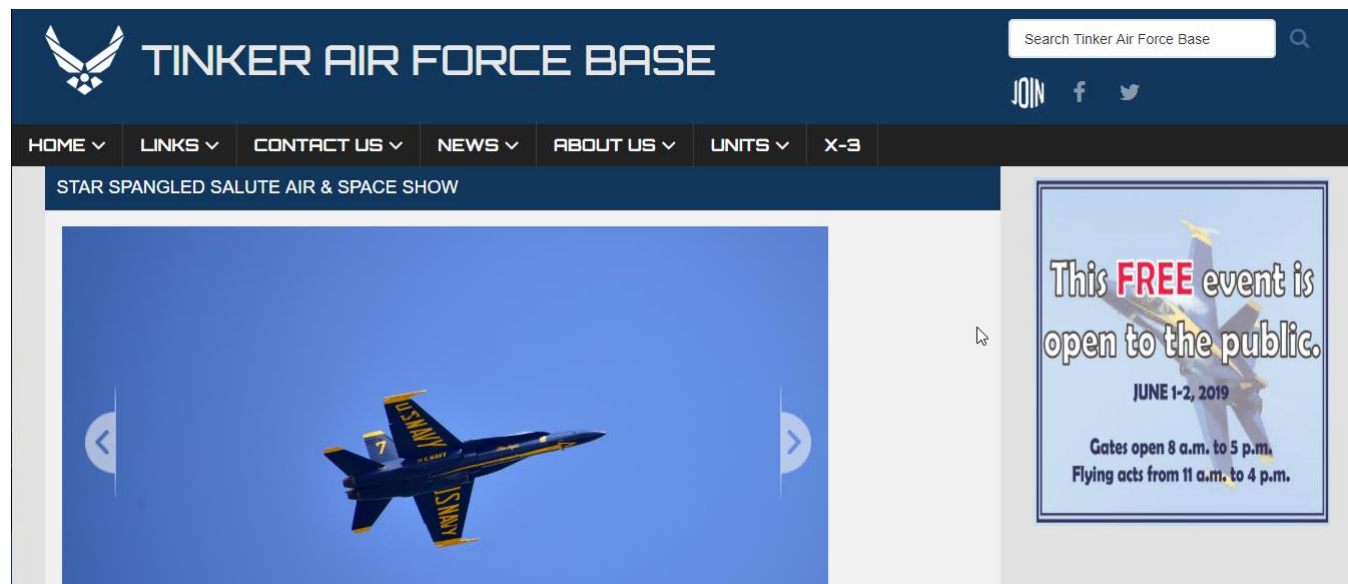 TINKER AIR FORCE BASE
Search Tinker Air Force Base
JOIN
HOME LINKS CONTACT US NEWS ABOUT US UNITS X-3
STAR SPANGLED SALUTE AIR & SPACE SHOW
U.S.NAVY
7
U.S. NAVY
U.S NAVY
This FREE event is
open to the public.
JUNE 1-2, 2019
Gates open 8 a.m. to 5 p.m.
Flying acts from 11 a.m. to 4 p.m.